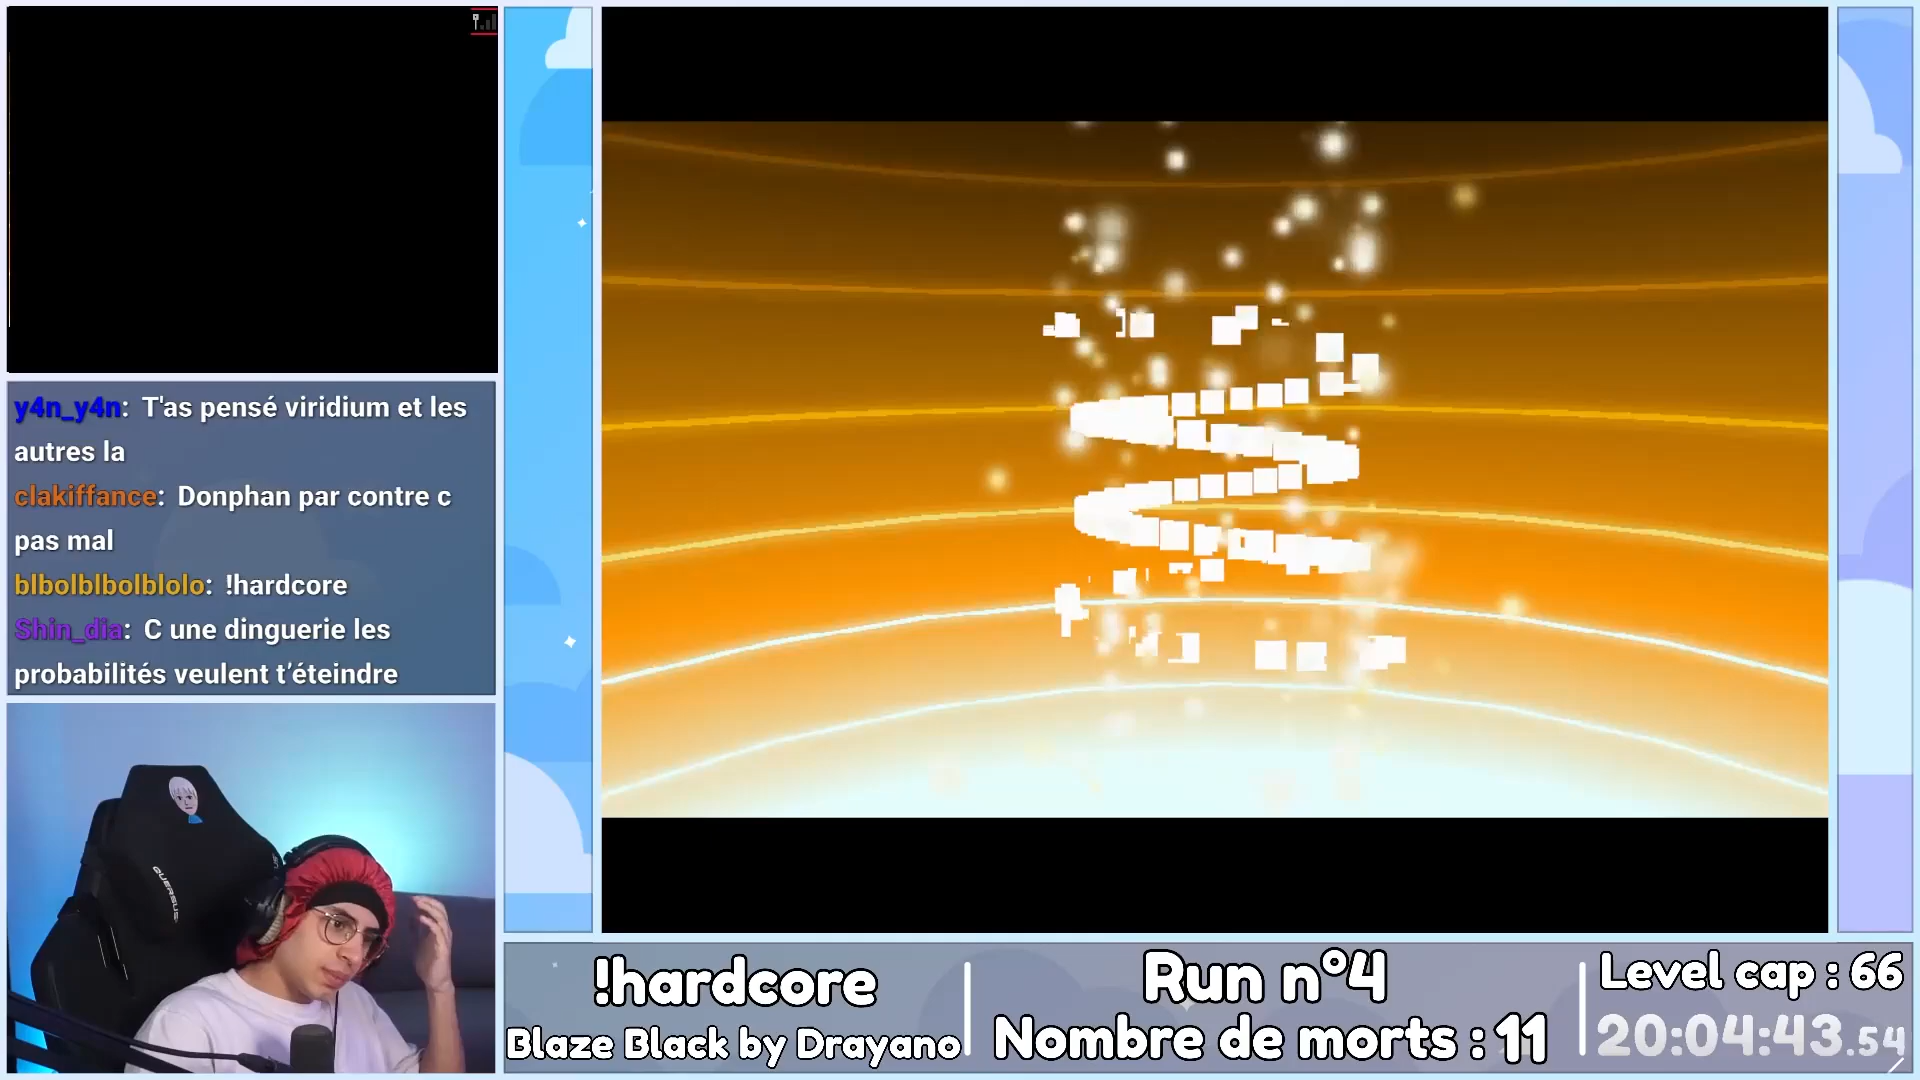 y4n_y4n: T'as pensé viridium et les
autres la
clakiffance: Donphan par contre c
pas mal
blbolblbolblolo: !hardcore
Shin_dia: C une dinguerie les
probabilités veulent t’éteindre
QUERSUS
!hardcore
Blaze Black by Drayano
Run n°4
Nombre de morts : 11
Level cap : 66
20:04:43.54